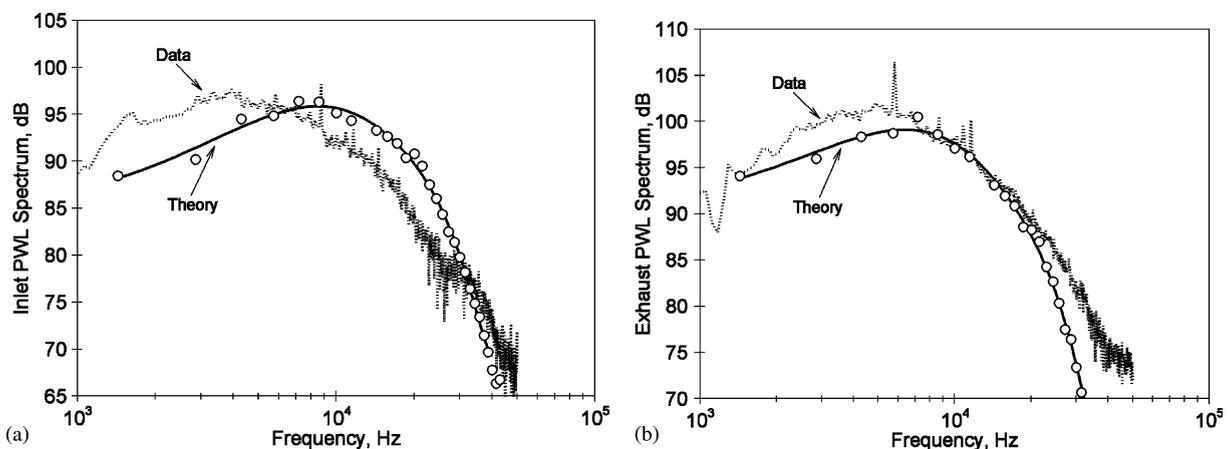 Inlet PWL Spectrum, dB
105
100
95
90
85
80
75
70
65
Data
Theory
10³
10⁴
10⁵
Frequency, Hz
(a)
Exhaust PWL Spectrum, dB
110
105
100
95
90
85
80
75
70
Data
Theory
10³
10⁴
10⁵
Frequency, Hz
(b)